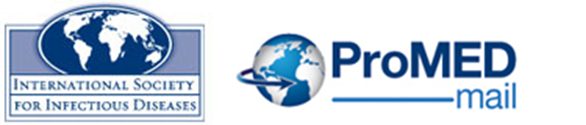 INTERNATIONAL SOCIETY
FOR INFECTIOUS DISEASES
ProMED
mail